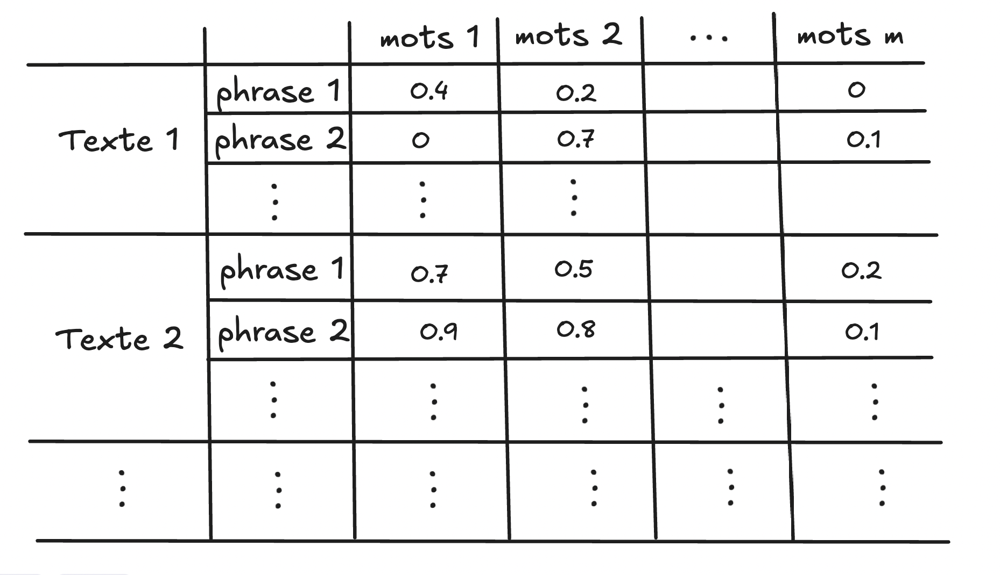 mots 1 mots 2 ... mots m
phrase 1 0.4 0.2 0
Texte 1 phrase 2 0 0.7 0.1
phrase 1 0.7 0.5 0.2
Texte 2 phrase 2 0.9 0.8 0.1